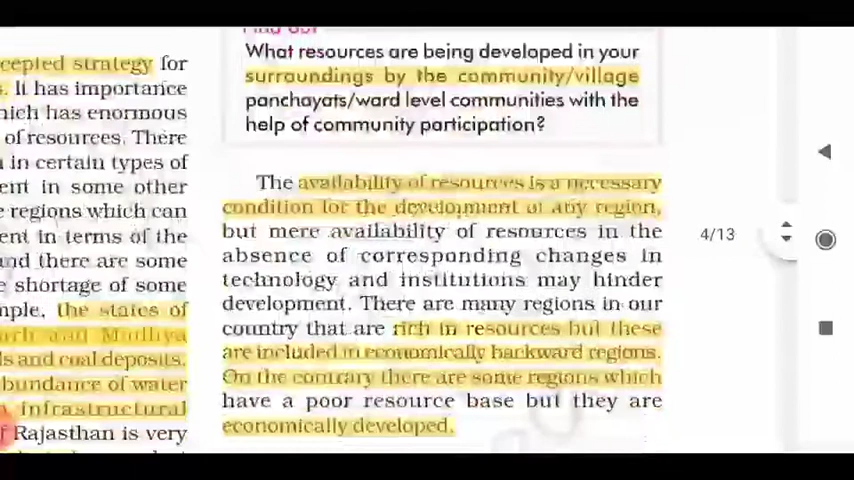 cepted strategy for
It has importance
hich has enormous
of resources. There
in certain types of
ent in some other
regions which can
ent in terms of the
and there are some
shortage of some
mple, the states of
arh and Madhya
ls and coal deposits.
bundance of water
infrastructural
Rajasthan is very
What resources are being developed in your
surroundings by the community/village
panchayats/ward level communities with the
help of community participation?
The availability of resources is a necessary
condition for the development of any region,
but mere availability of resources in the
absence of corresponding changes in
technology and institutions may hinder
development. There are many regions in our
country that are rich in resources but these
are included in economically backward regions.
On the contrary there are some regions which
have a poor resource base but they are
economically developed.
4/13